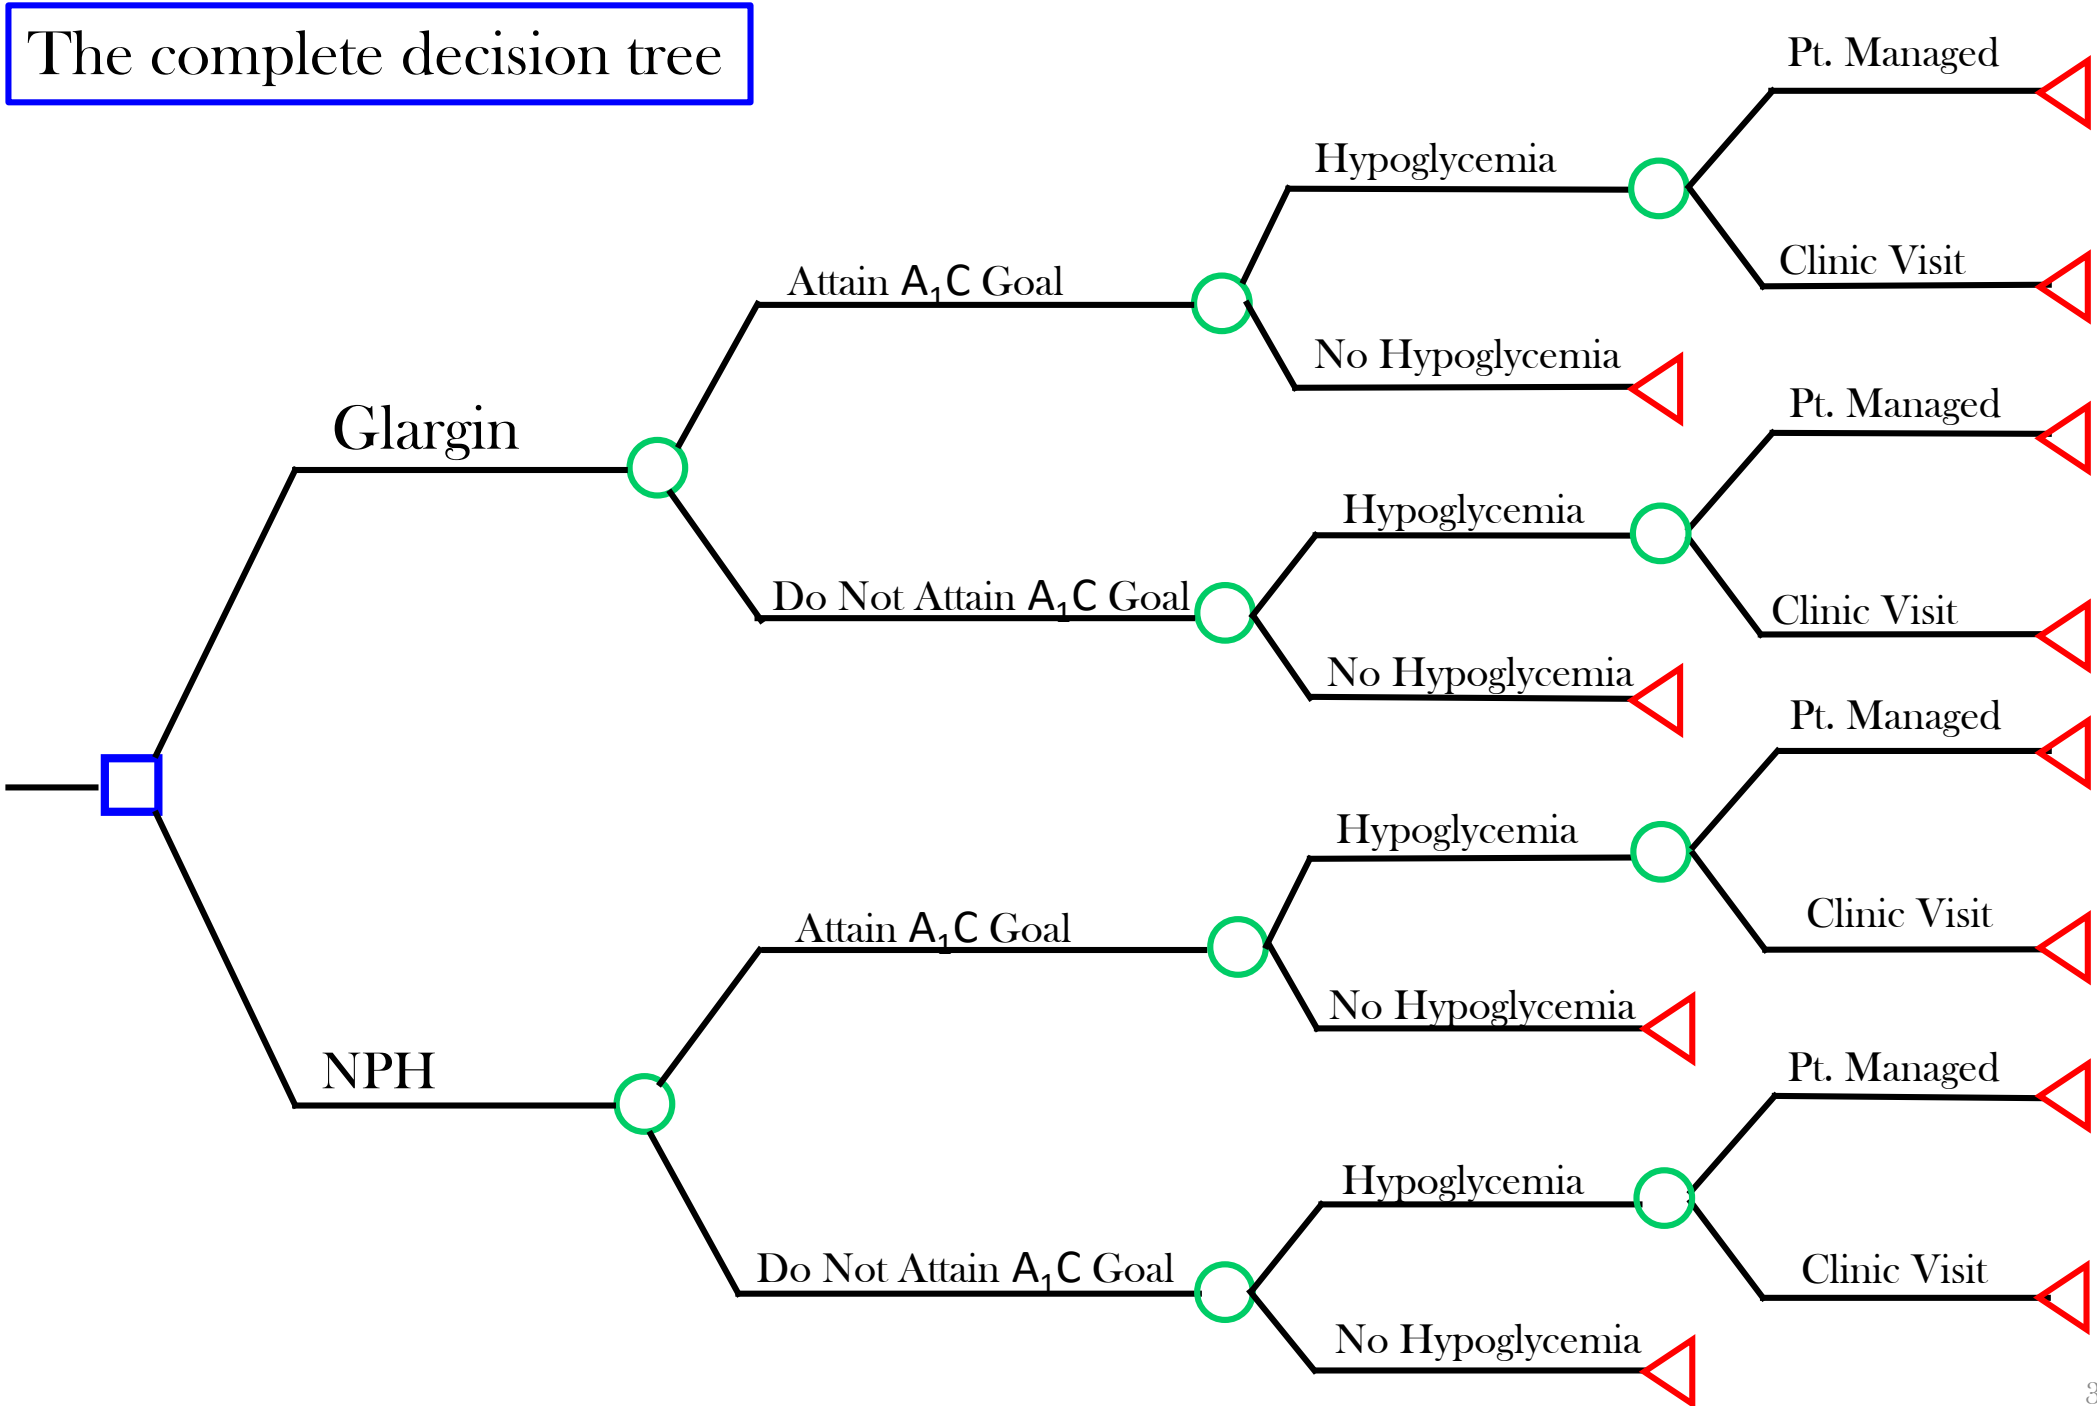 The complete decision tree
Pt. Managed
Hypoglycemia
Clinic Visit
Attain A₁C Goal
No Hypoglycemia
Pt. Managed
Glargin
Hypoglycemia
Do Not Attain A₁C Goal
Clinic Visit
No Hypoglycemia
Pt. Managed
Hypoglycemia
Clinic Visit
Attain A₁C Goal
No Hypoglycemia
NPH
Pt. Managed
Hypoglycemia
Do Not Attain A₁C Goal
Clinic Visit
No Hypoglycemia